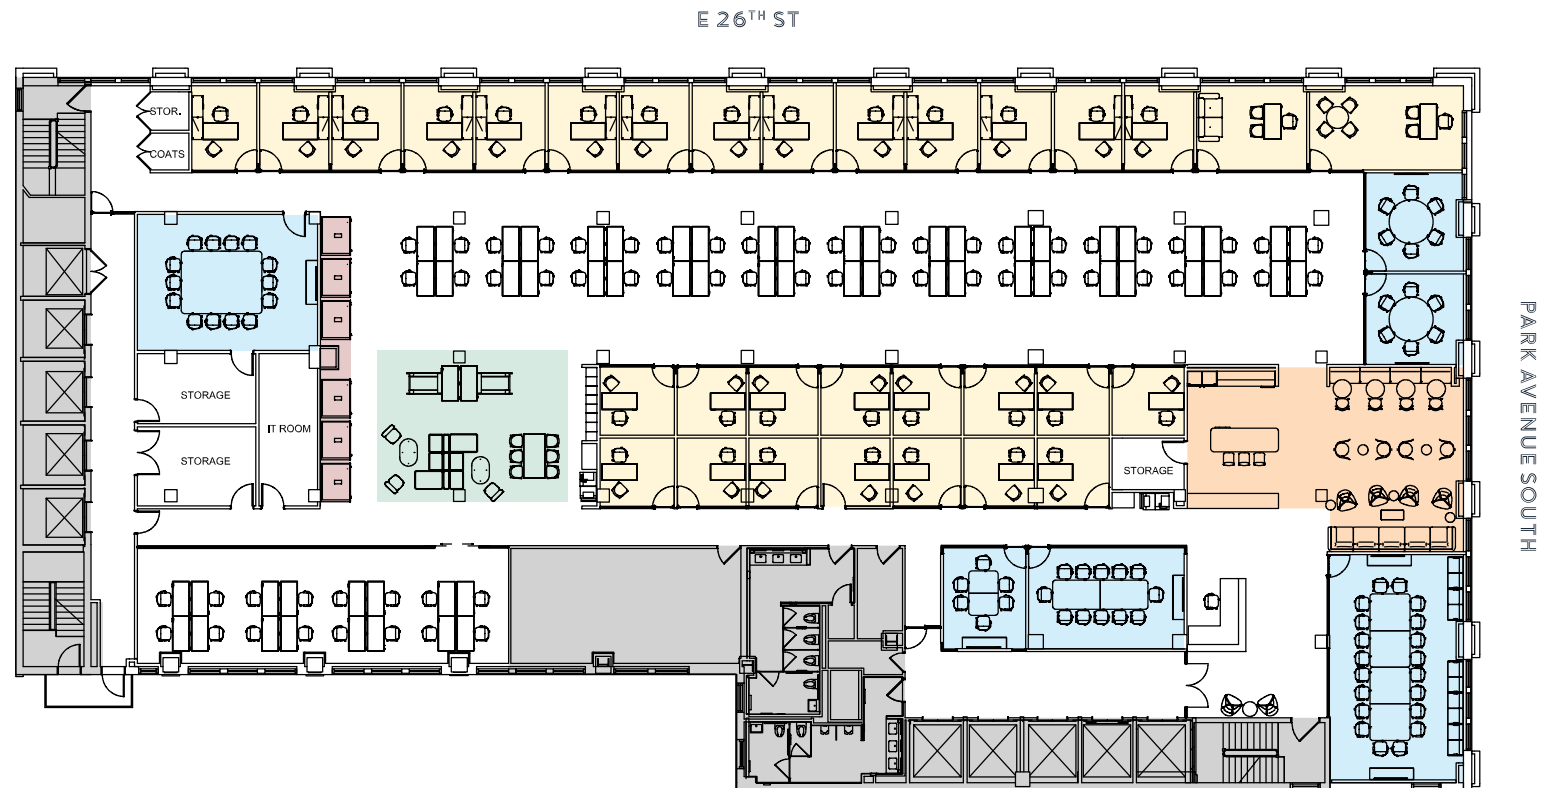 E 26TH ST
STOR.
COATS
STORAGE
IT ROOM
STORAGE
STORAGE
PARK AVENUE SOUTH